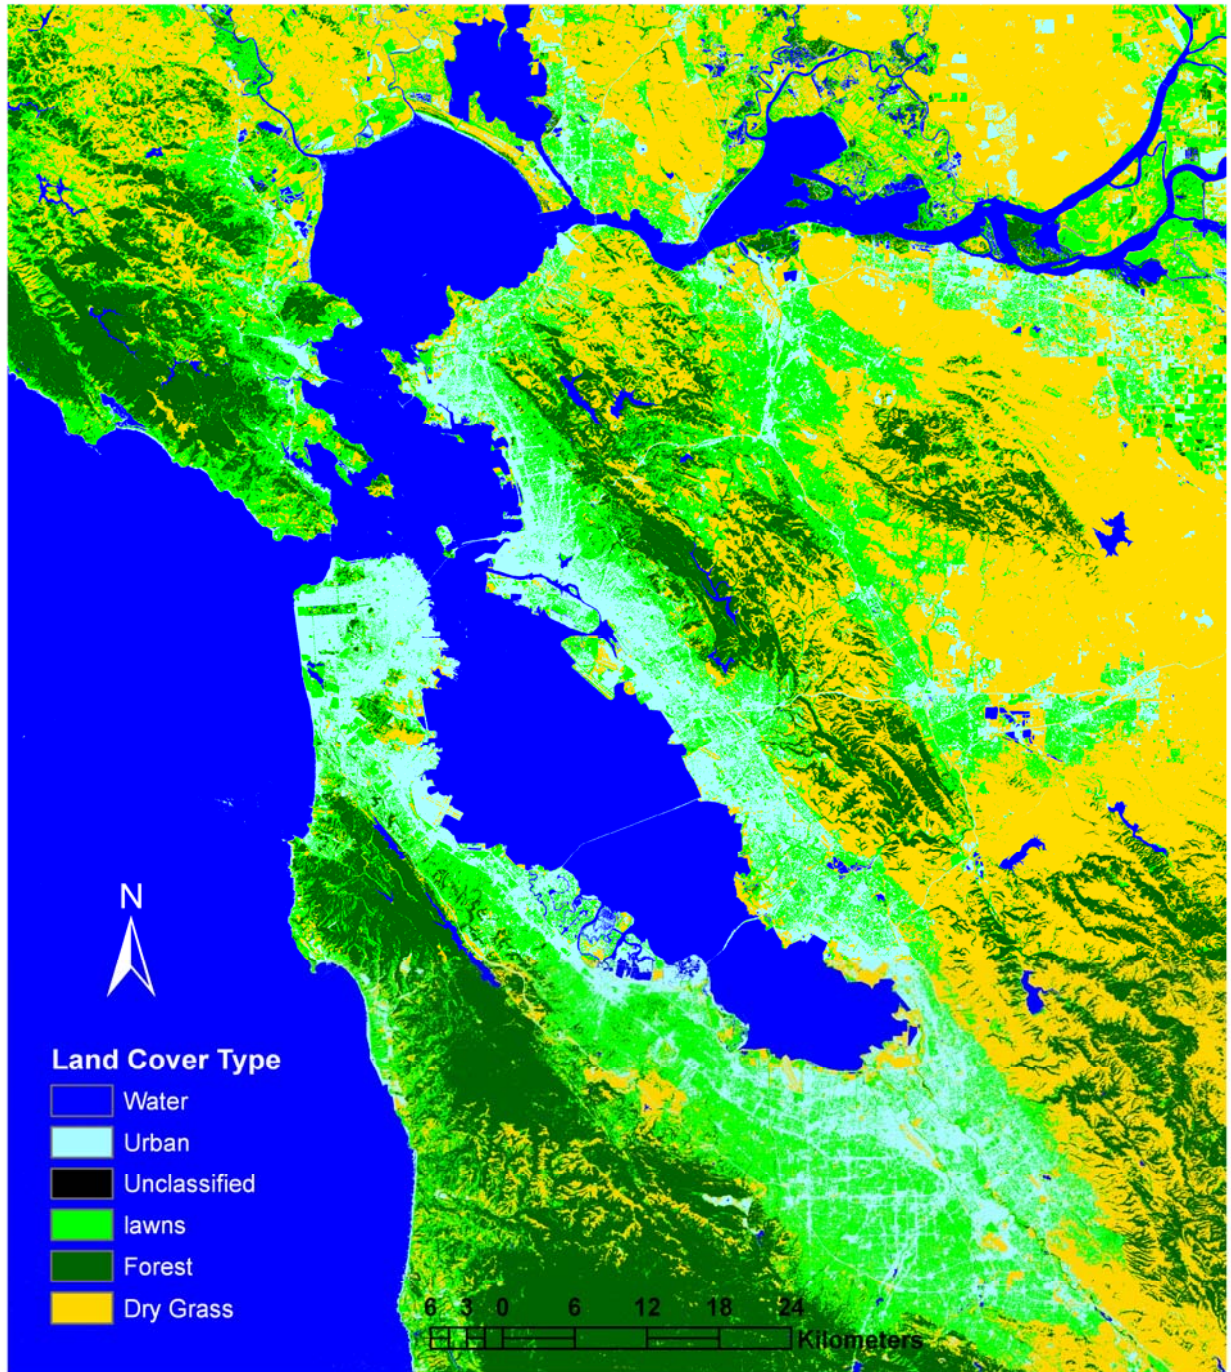 N
Land Cover Type
Water
Urban
Unclassified
lawns
Forest
Dry Grass
6 3 0 6 12 18 24
Kilometers